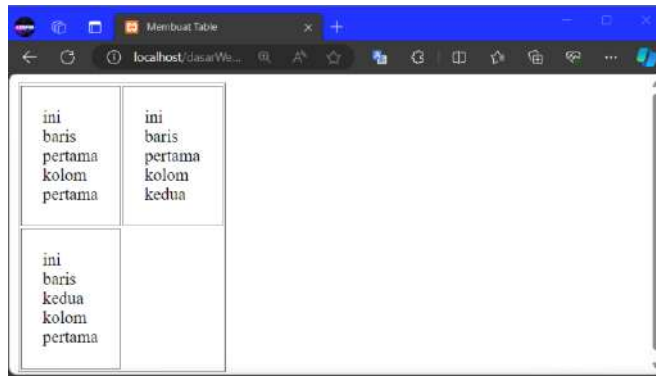 Membuat Table
localhost/dasarWe...
ini
baris
pertama
kolom
pertama
ini
baris
pertama
kolom
kedua
ini
baris
kedua
kolom
pertama